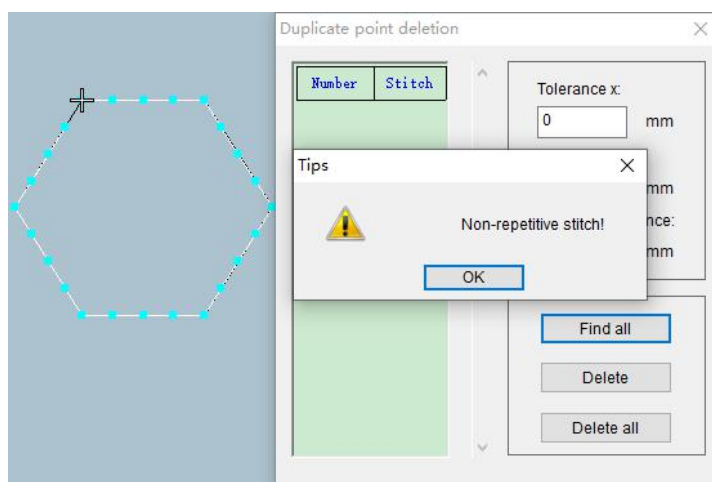 Duplicate point deletion
Number Stitch
Tolerance x:
0 mm
Tips
mm
Non-repetitive stitch!
nce:
mm
OK
Find all
Delete
Delete all